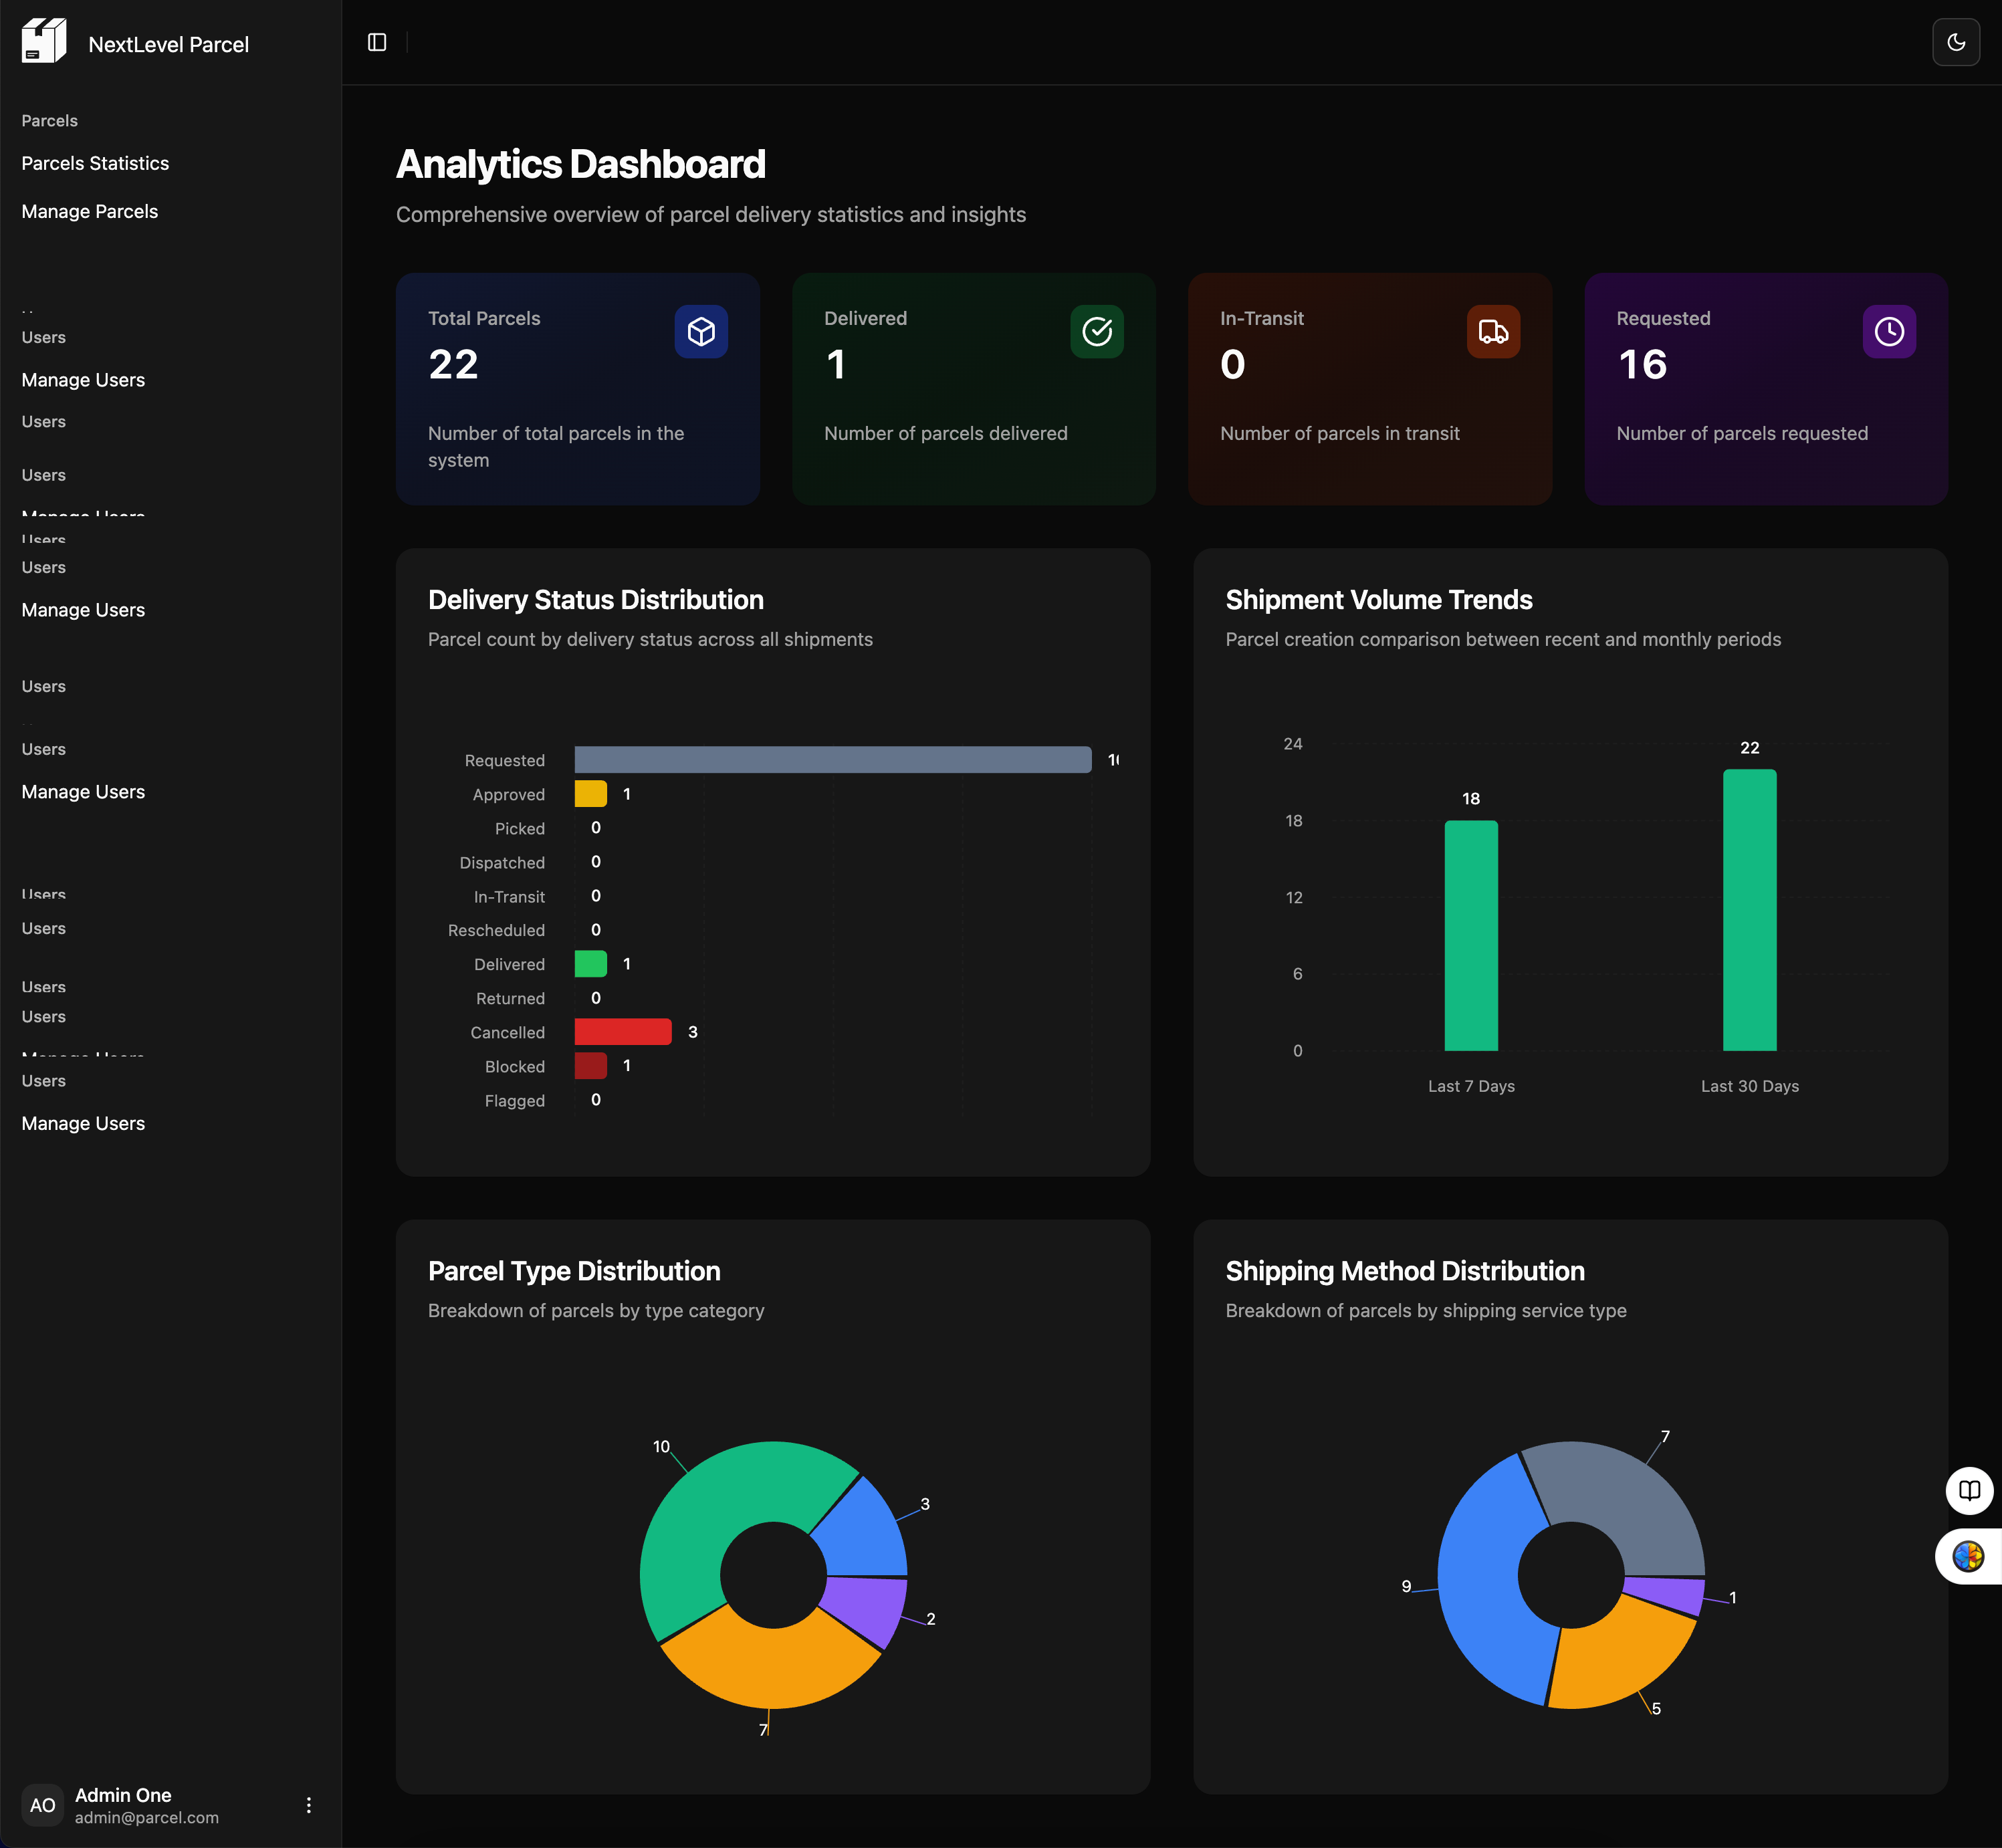 NextLevel Parcel
Parcels
Parcels Statistics
Manage Parcels
Users
Manage Users
Users
Users
Manage Users
Users
Users
Manage Users
Users
Users
Manage Users
Users
Users
Users
Users
Manage Users
Users
Manage Users
AO
Admin One
admin@parcel.com
Analytics Dashboard
Comprehensive overview of parcel delivery statistics and insights
Total Parcels
22
Number of total parcels in the
system
Delivered
1
Number of parcels delivered
In-Transit
0
Number of parcels in transit
Requested
16
Number of parcels requested
Delivery Status Distribution
Parcel count by delivery status across all shipments
Requested
Approved 1
Picked 0
Dispatched 0
In-Transit 0
Rescheduled 0
Delivered 1
Returned 0
Cancelled 3
Blocked 1
Flagged 0
Shipment Volume Trends
Parcel creation comparison between recent and monthly periods
24
18
12
6
0
18
22
Last 7 Days
Last 30 Days
Parcel Type Distribution
Breakdown of parcels by type category
10
3
2
7
Shipping Method Distribution
Breakdown of parcels by shipping service type
7
9
1
5